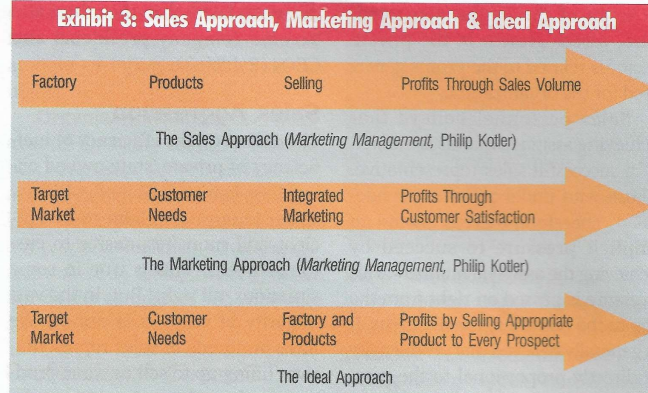 Exhibit 3: Sales Approach, Marketing Approach & Ideal Approach
Factory Products Selling Profits Through Sales Volume
The Sales Approach (Marketing Management, Philip Kotler)
Target Customer Integrated Profits Through
Market Needs Marketing Customer Satisfaction
The Marketing Approach (Marketing Management, Philip Kotler)
Target Customer Factory and Profits by Selling Appropriate
Market Needs Products Product to Every Prospect
The Ideal Approach